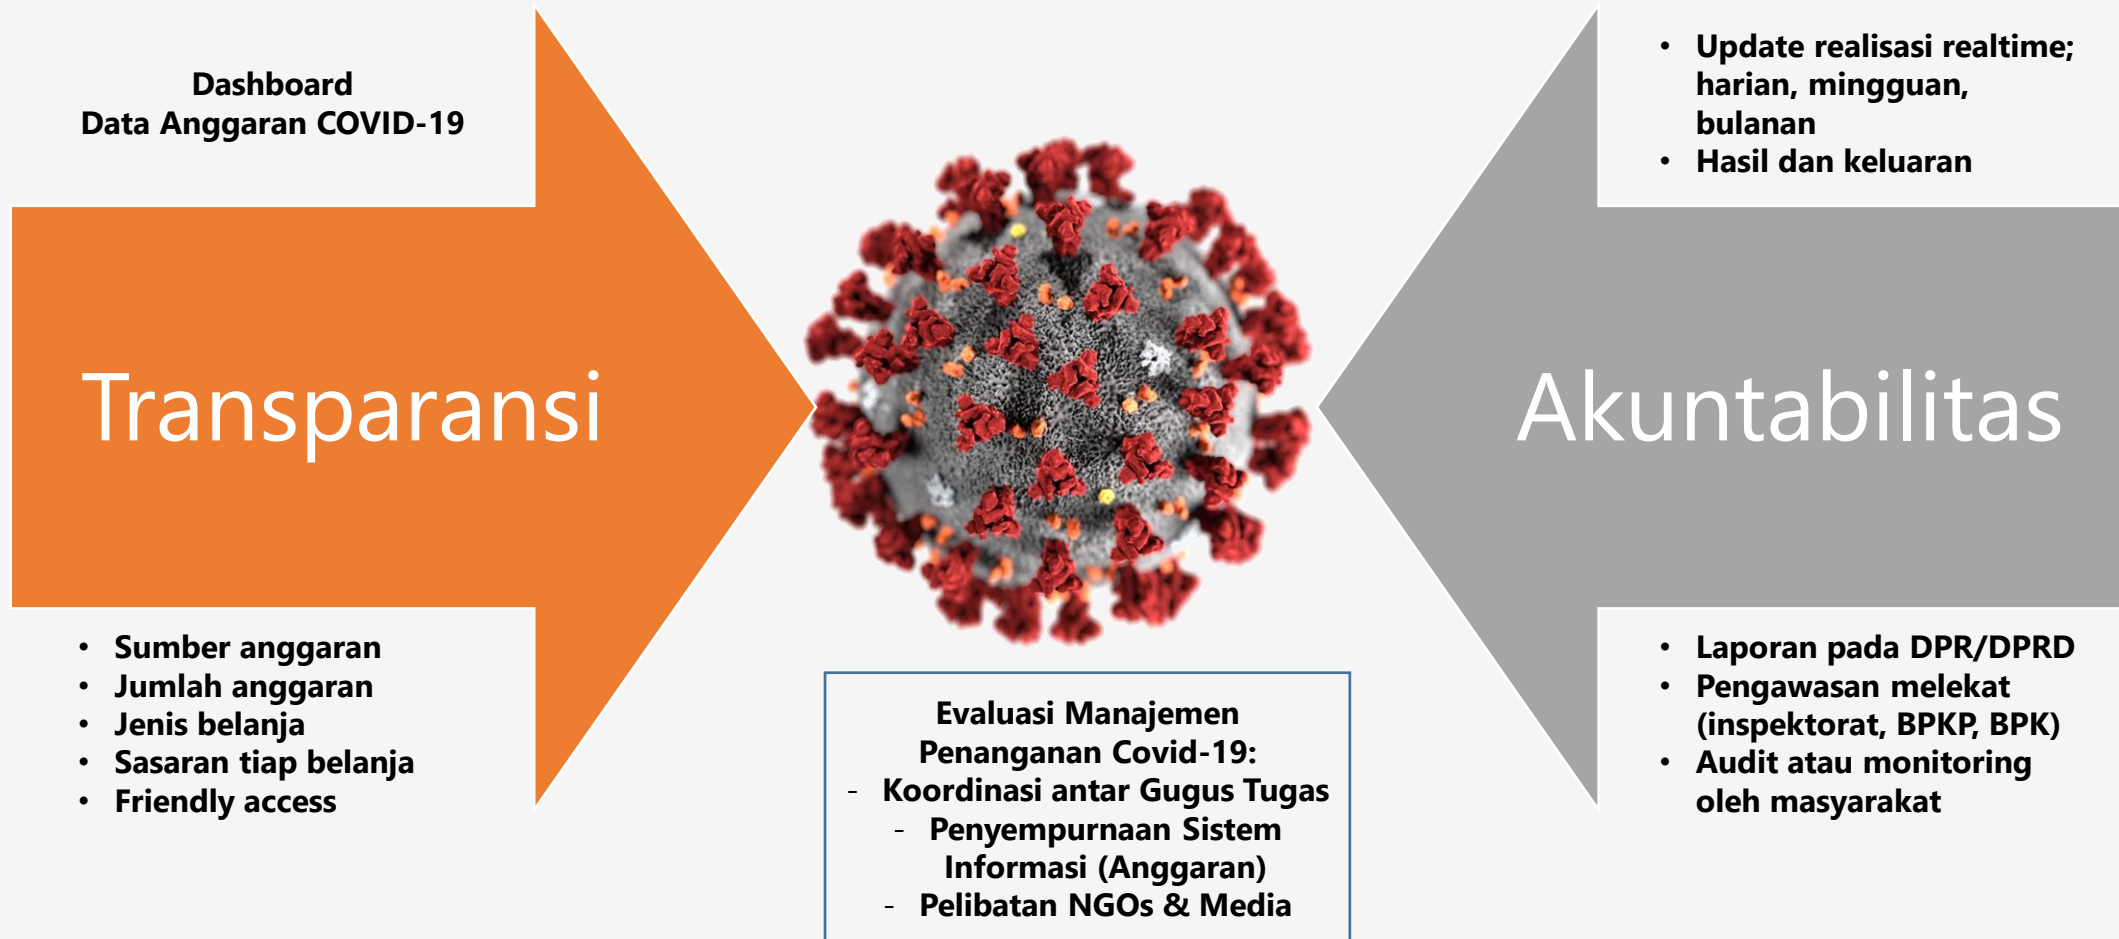 Dashboard
Data Anggaran COVID-19
Transparansi
• Sumber anggaran
• Jumlah anggaran
• Jenis belanja
• Sasaran tiap belanja
• Friendly access
Evaluasi Manajemen
Penanganan Covid-19:
- Koordinasi antar Gugus Tugas
- Penyempurnaan Sistem
Informasi (Anggaran)
- Pelibatan NGOs & Media
• Update realisasi realtime;
harian, mingguan,
bulanan
• Hasil dan keluaran
Akuntabilitas
• Laporan pada DPR/DPRD
• Pengawasan melekat
(inspektorat, BPKP, BPK)
• Audit atau monitoring
oleh masyarakat